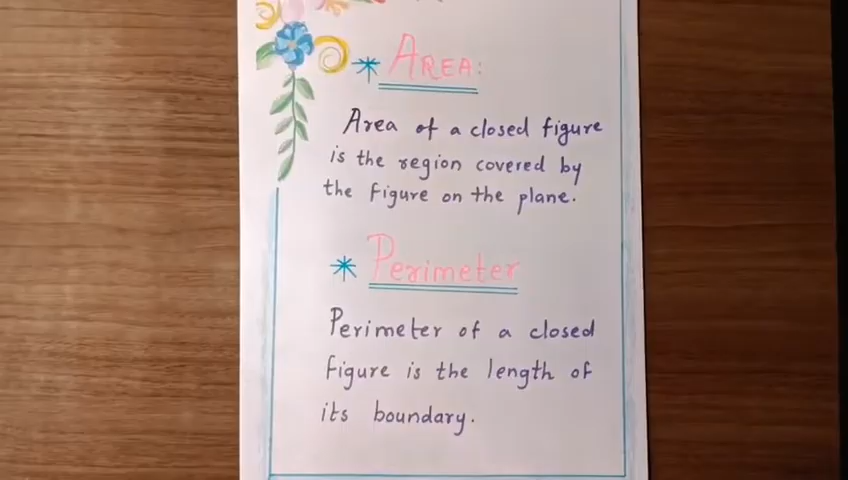 * AREA:
Area of a closed figure
is the region covered by
the figure on the plane.
* Perimeter
Perimeter of a closed
figure is the length of
its boundary.